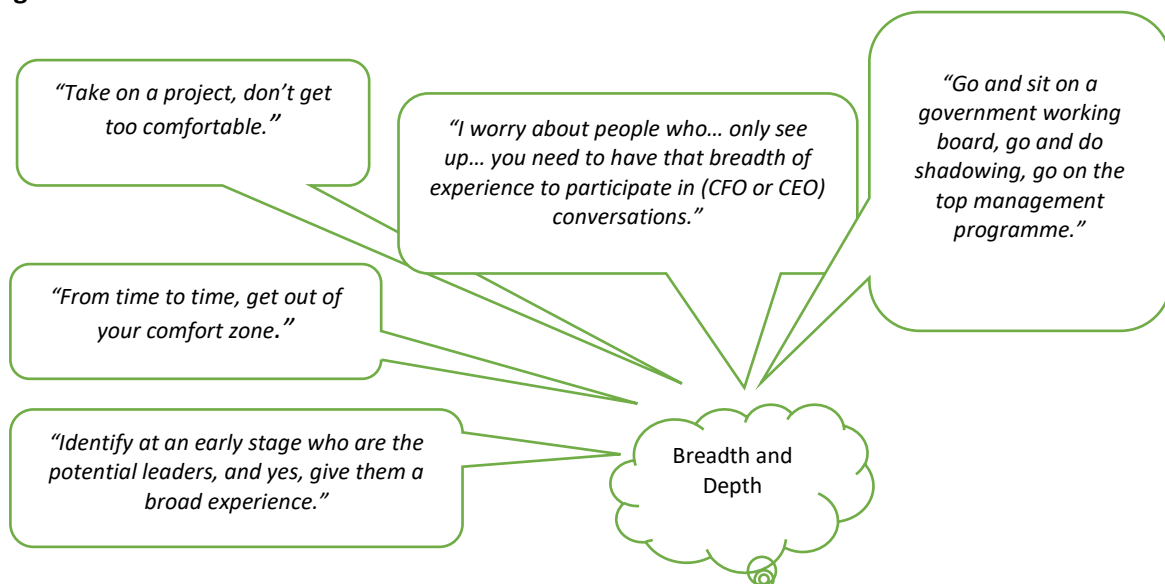 “Take on a project, don’t get
too comfortable.”
“I worry about people who… only see
up… you need to have that breadth of
experience to participate in (CFO or CEO)
conversations.”
“Go and sit on a
government working
board, go and do
shadowing, go on the
top management
programme.”
“From time to time, get out of
your comfort zone.”
“Identify at an early stage who are the
potential leaders, and yes, give them a
broad experience.”
Breadth and
Depth